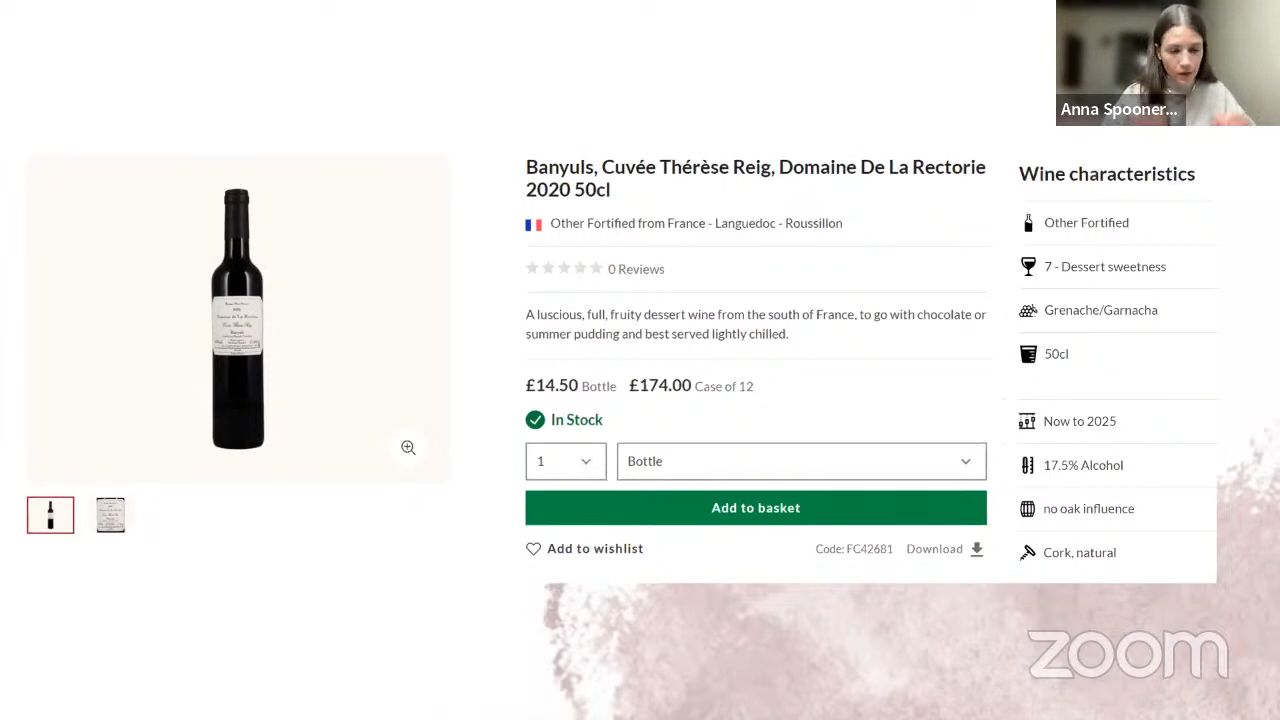 Anna Spooner...
Banyuls, Cuvée Thérèse Reig, Domaine De La Rectorie
2020 50cl
Other Fortified from France - Languedoc - Roussillon
0 Reviews
A luscious, full, fruity dessert wine from the south of France, to go with chocolate or
summer pudding and best served lightly chilled.
£14.50 Bottle £174.00 Case of 12
In Stock
1 Bottle
Add to basket
Add to wishlist Code: FC42681 Download
Wine characteristics
Other Fortified
7 - Dessert sweetness
Grenache/Garnacha
50cl
Now to 2025
17.5% Alcohol
no oak influence
Cork, natural
zoom